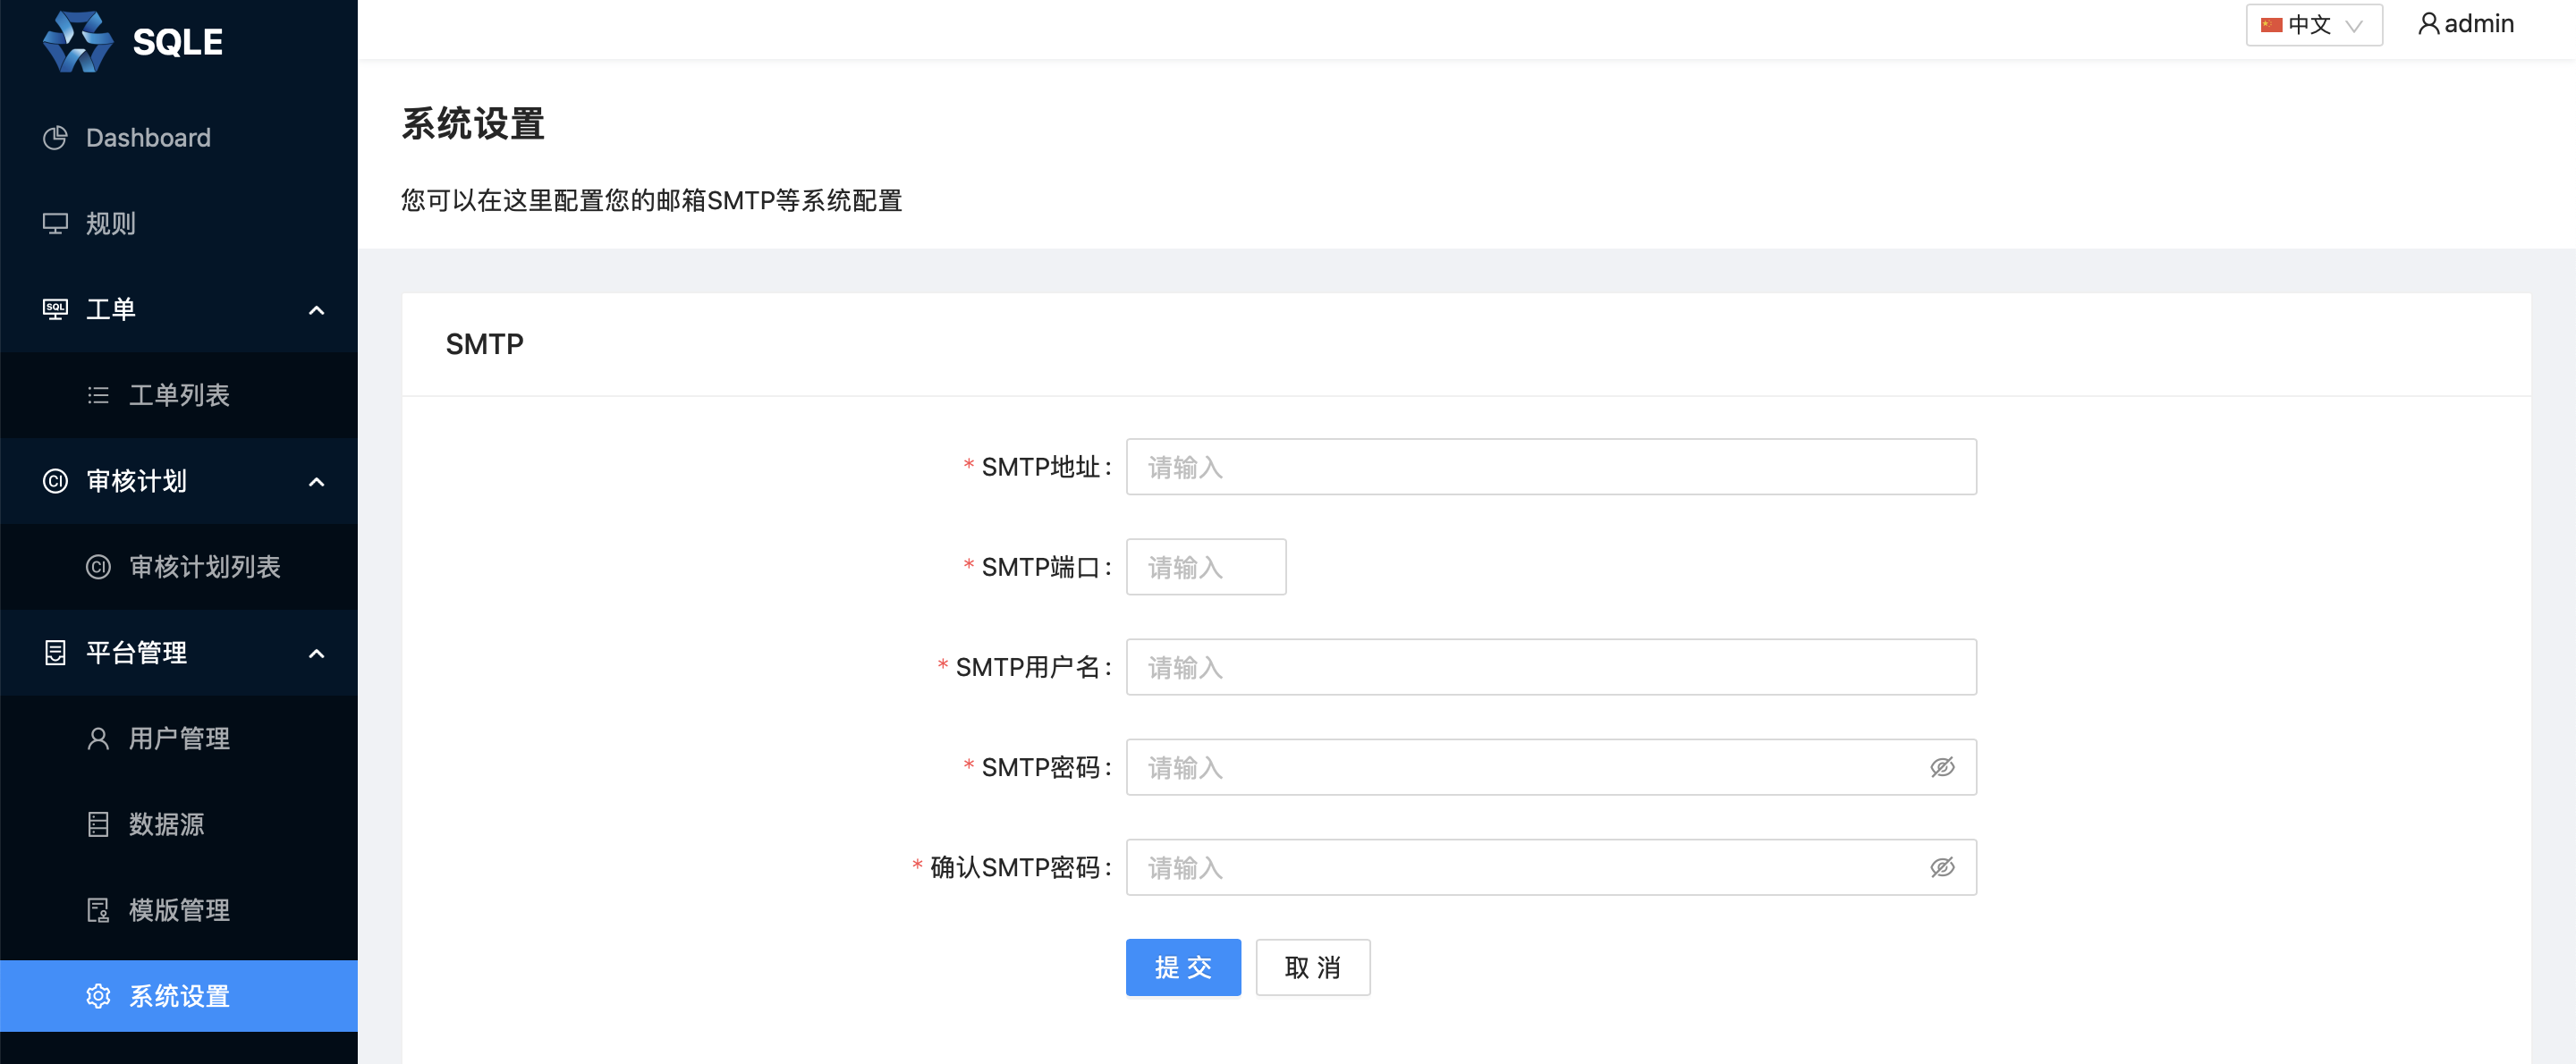 SQLE
中文
admin
Dashboard
规则
SQL 工单
工单列表
CI 审核计划
CI 审核计划列表
平台管理
用户管理
数据源
模版管理
系统设置
系统设置
您可以在这里配置您的邮箱SMTP等系统配置
SMTP
* SMTP地址: 请输入
* SMTP端口: 请输入
* SMTP用户名: 请输入
* SMTP密码: 请输入
* 确认SMTP密码: 请输入
提 交 取 消